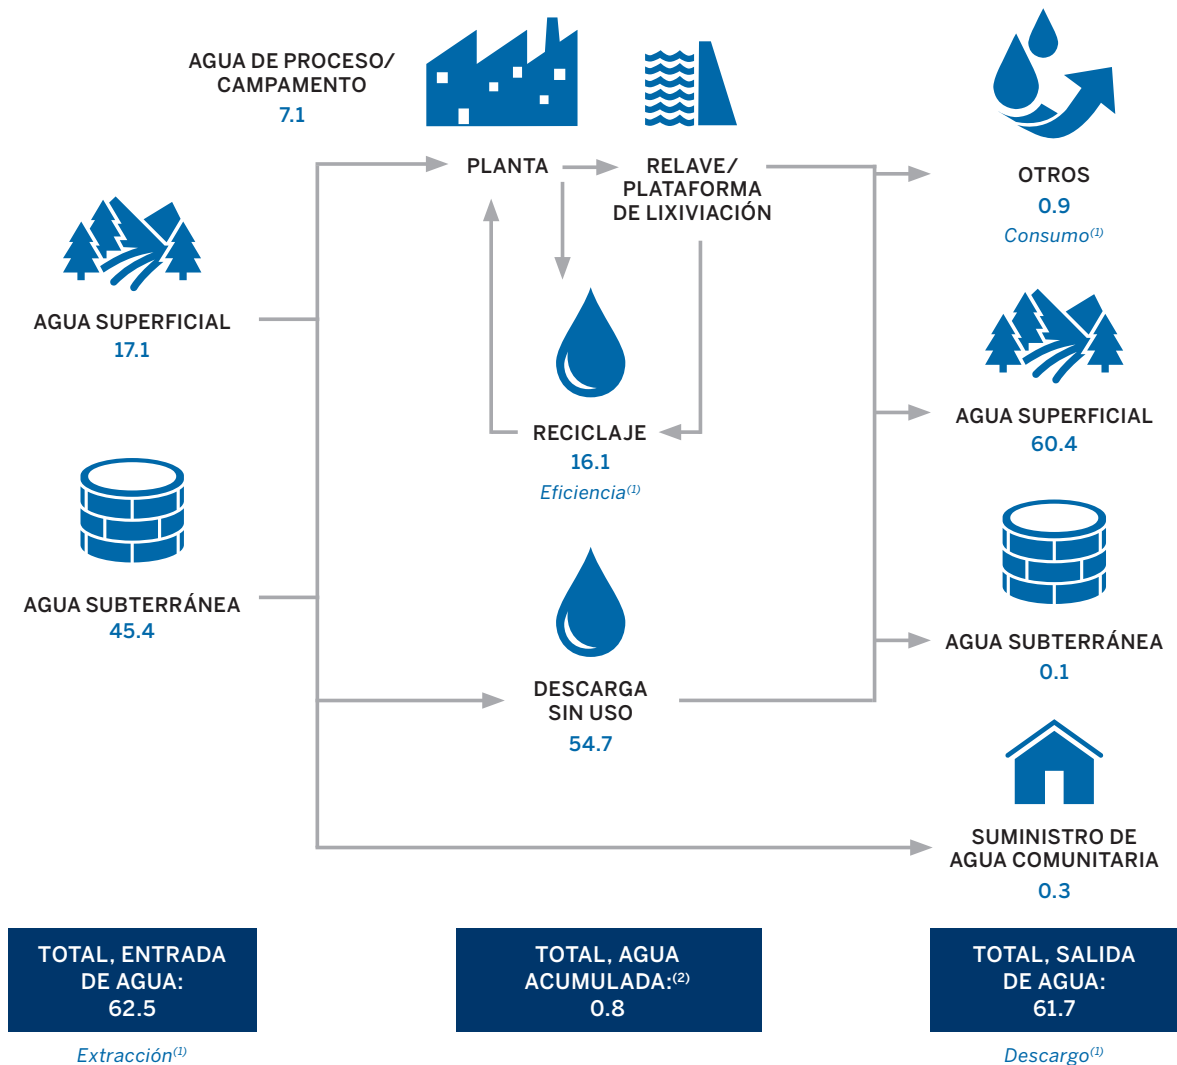 AGUA DE PROCESO/
CAMPAMENTO
7.1
PLANTA
RELAVE/
PLATAFORMA
DE LIXIVIACIÓN
OTROS
0.9
Consumo(1)
AGUA SUPERFICIAL
17.1
RECICLAJE
16.1
Eficiencia(1)
AGUA SUPERFICIAL
60.4
AGUA SUBTERRÁNEA
45.4
DESCARGA
SIN USO
54.7
AGUA SUBTERRÁNEA
0.1
SUMINISTRO DE
AGUA COMUNITARIA
0.3
TOTAL, ENTRADA
DE AGUA:
62.5
Extracción(1)
TOTAL, AGUA
ACUMULADA:(2)
0.8
TOTAL, SALIDA
DE AGUA:
61.7
Descargo(1)